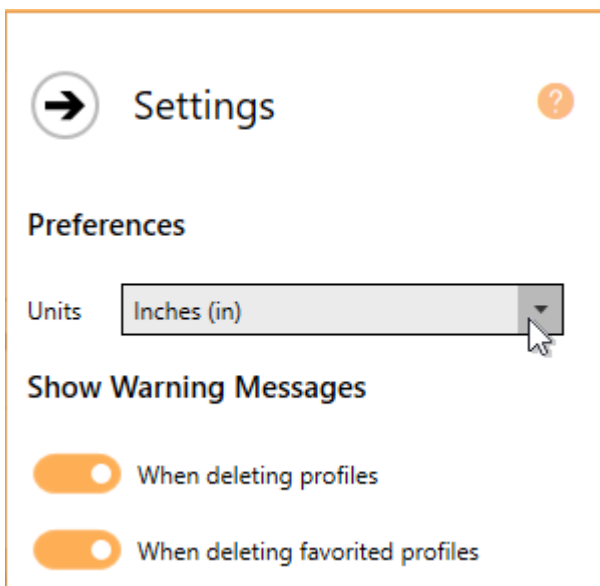 Settings
?
Preferences
Units
Inches (in)
Show Warning Messages
When deleting profiles
When deleting favorited profiles